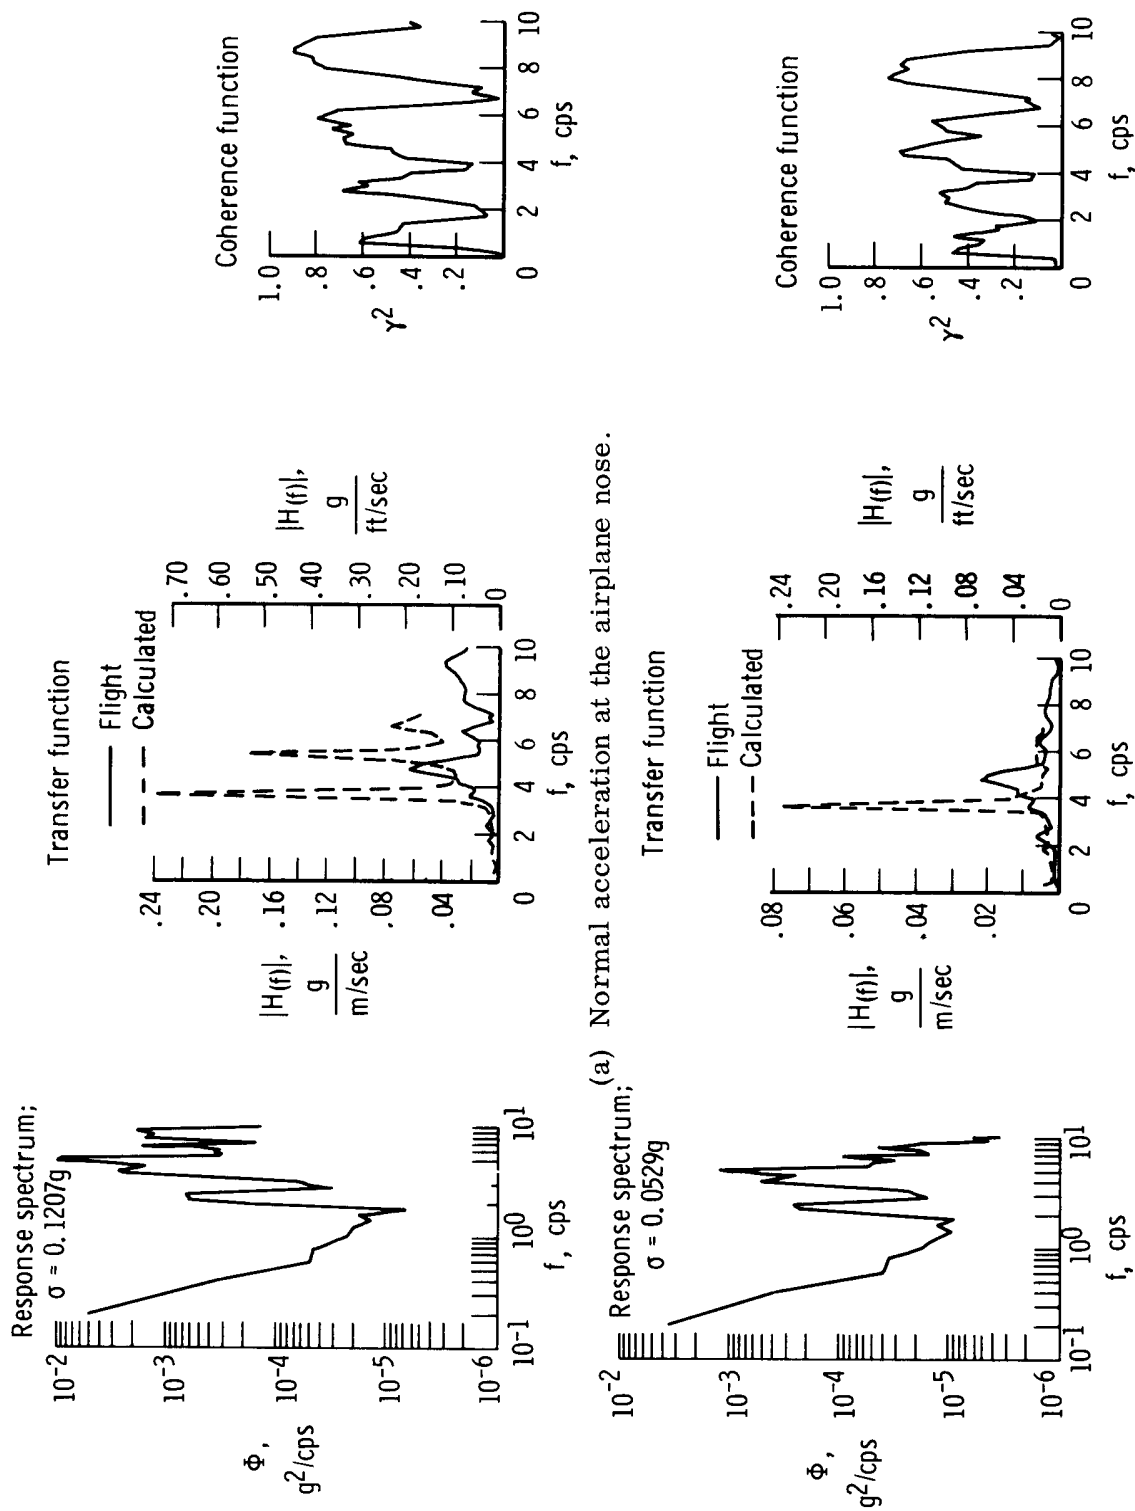 Response spectrum;
σ = 0.1207g
10-2
10-3
10-4
10-5
10-6
Φ,
g2/cps
10-1
100
101
f, cps
Transfer function
Flight
Calculated
.24
.20
.16
.12
.08
.04
0
|H(f)|,
g
m/sec
.70
.60
.50
.40
.30
.20
.10
0
|H(f)|,
g
ft/sec
2
4
6
8
10
f, cps
Coherence function
1.0
.8
.6
.4
.2
0
γ2
2
4
6
8
10
f, cps
(a) Normal acceleration at the airplane nose.
Response spectrum;
σ = 0.0529g
10-2
10-3
10-4
10-5
10-6
Φ,
g2/cps
10-1
100
101
f, cps
Transfer function
Flight
Calculated
.08
.06
.04
.02
0
|H(f)|,
g
m/sec
.24
.20
.16
.12
.08
.04
0
|H(f)|,
g
ft/sec
2
4
6
8
10
f, cps
Coherence function
1.0
.8
.6
.4
.2
0
γ2
2
4
6
8
10
f, cps